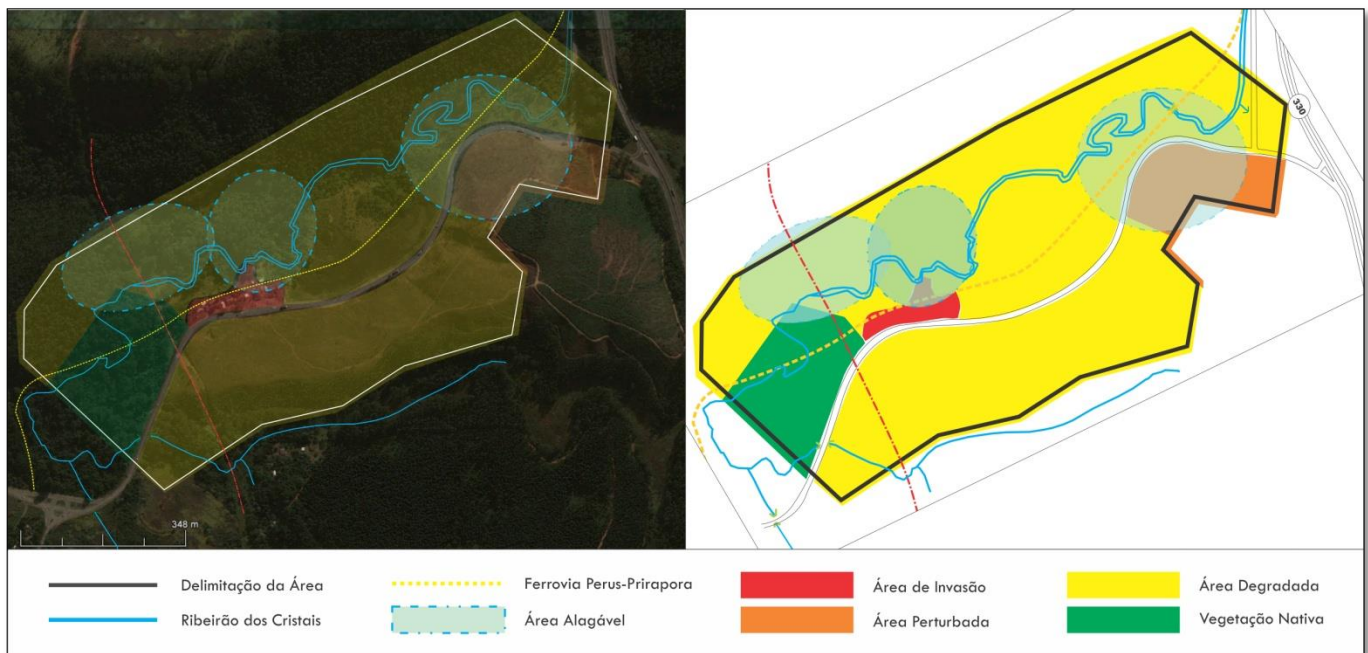 330
348 m
Delimitação da Área
Ferrovia Perus-Prirapora
Área de Invasão
Área Degradada
Ribeirão dos Cristais
Área Alagável
Área Perturbada
Vegetação Nativa